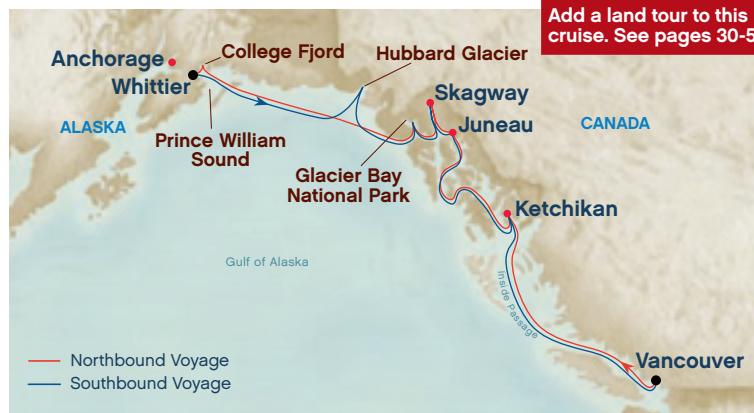 Add a land tour to this
cruise. See pages 30-5
College Fjord
Hubbard Glacier
Anchorage
Whittier
Skagway
ALASKA
Juneau
CANADA
Prince William
Sound
Glacier Bay
National Park
Ketchikan
Gulf of Alaska
Inside Passage
Northbound Voyage
Southbound Voyage
Vancouver